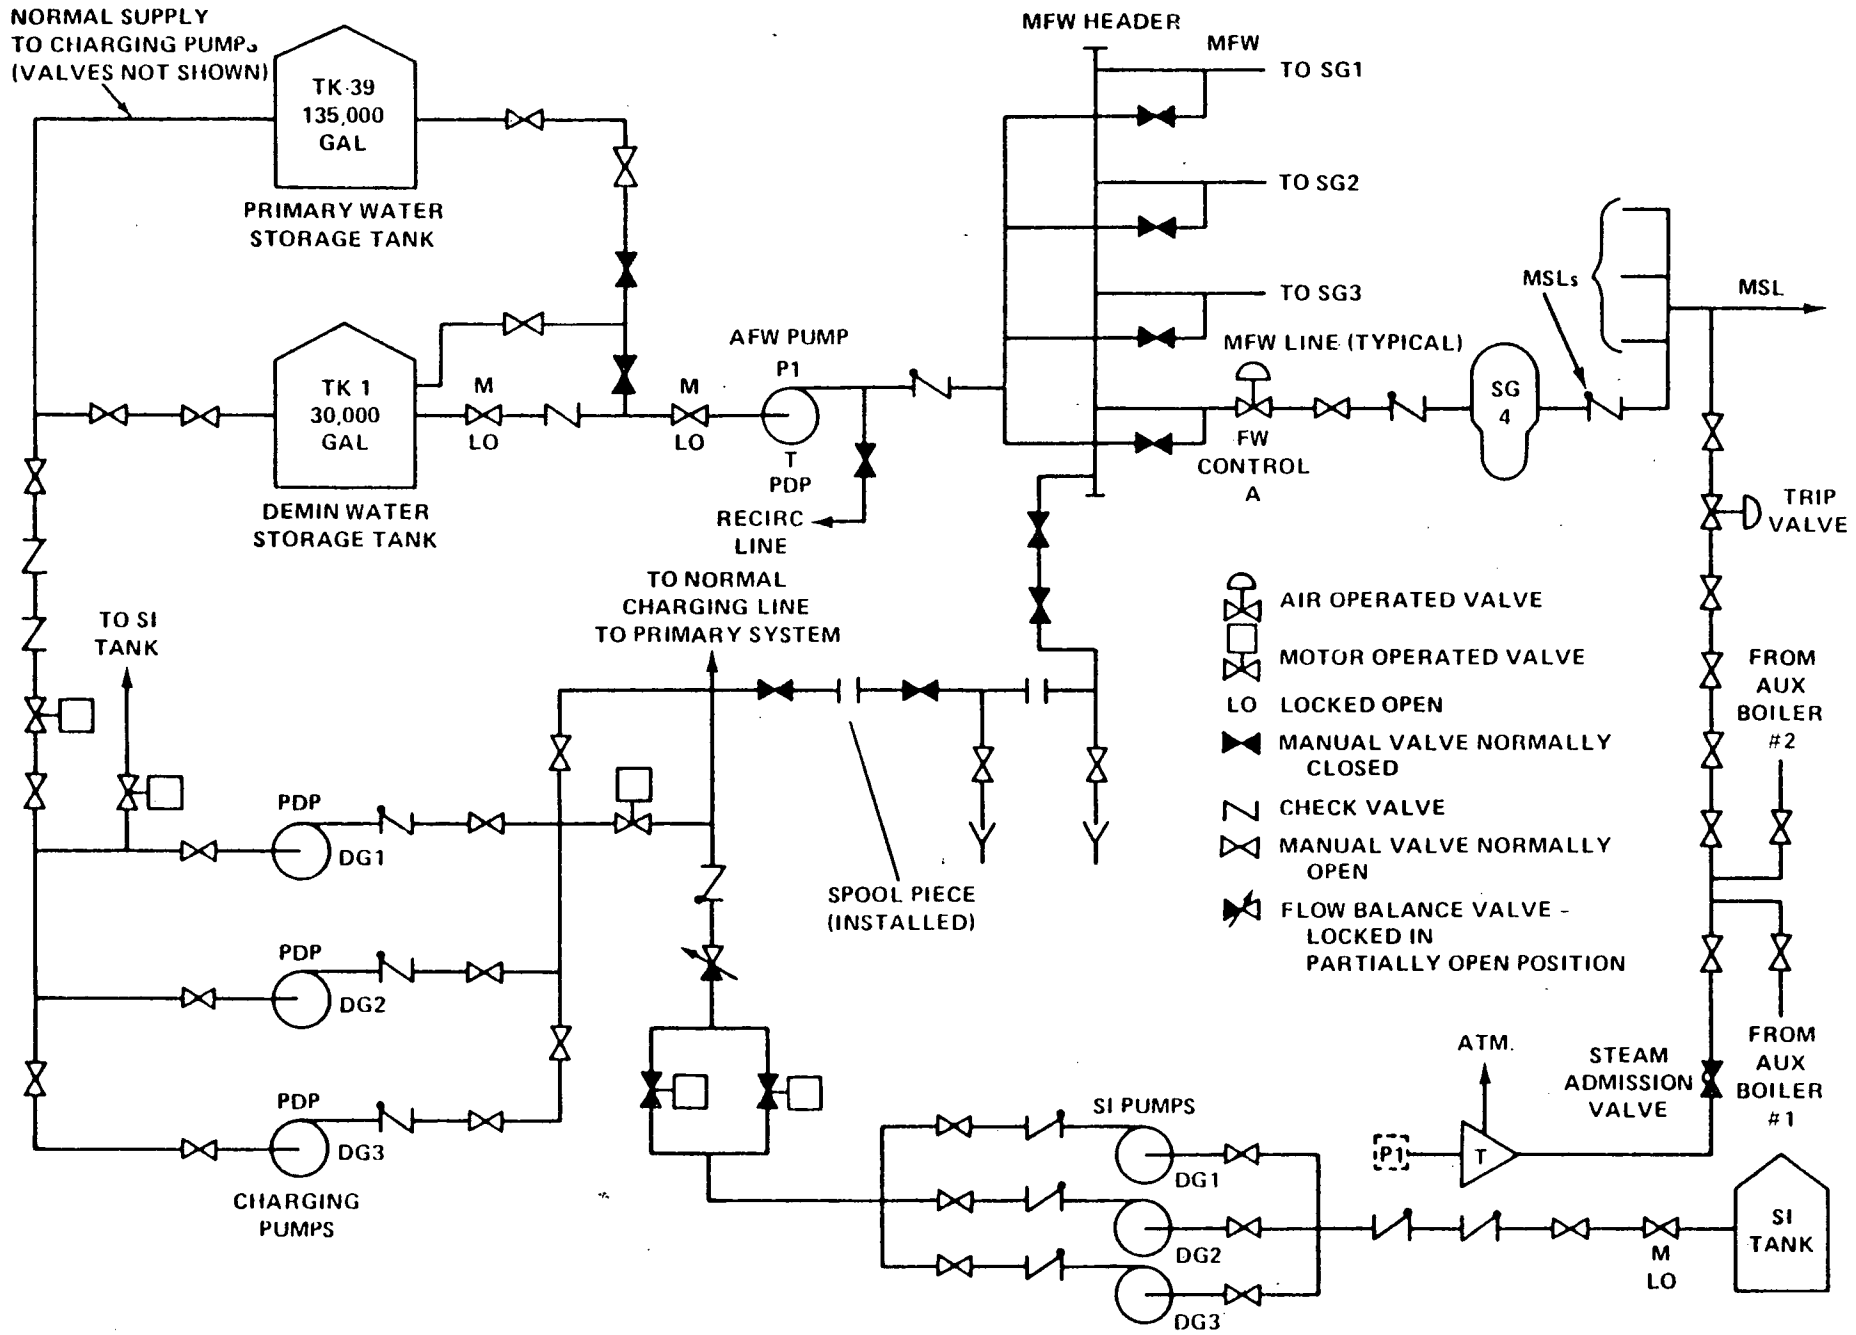 NORMAL SUPPLY
TO CHARGING PUMPS
(VALVES NOT SHOWN)
TK-39
135,000
GAL
PRIMARY WATER
STORAGE TANK
TK 1
30,000
GAL
DEMIN WATER
STORAGE TANK
M
LO
M
LO
AFW PUMP
P1
T
PDP
RECIRC
LINE
MFW HEADER
MFW
TO SG1
TO SG2
TO SG3
MFW LINE (TYPICAL)
FW
CONTROL
A
SG
4
MSLs
MSL
TRIP
VALVE
TO SI
TANK
TO NORMAL
CHARGING LINE
TO PRIMARY SYSTEM
AIR OPERATED VALVE
MOTOR OPERATED VALVE
LO LOCKED OPEN
MANUAL VALVE NORMALLY
CLOSED
CHECK VALVE
MANUAL VALVE NORMALLY
OPEN
FLOW BALANCE VALVE -
LOCKED IN
PARTIALLY OPEN POSITION
FROM
AUX
BOILER
#2
PDP
DG1
PDP
DG2
PDP
DG3
CHARGING
PUMPS
SPOOL PIECE
(INSTALLED)
SI PUMPS
DG1
DG2
DG3
ATM.
P1
T
STEAM
ADMISSION
VALVE
FROM
AUX
BOILER
#1
M
LO
SI
TANK